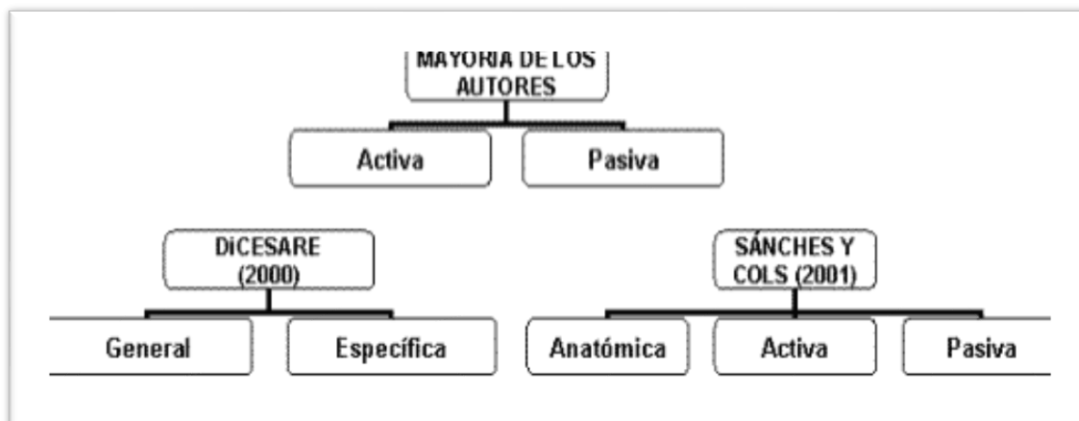 MAYORIA DE LOS
AUTORES
Activa Pasiva
DiCESARE
(2000)
SÁNCHES Y
COLS (2001)
General Específica Anatómica Activa Pasiva